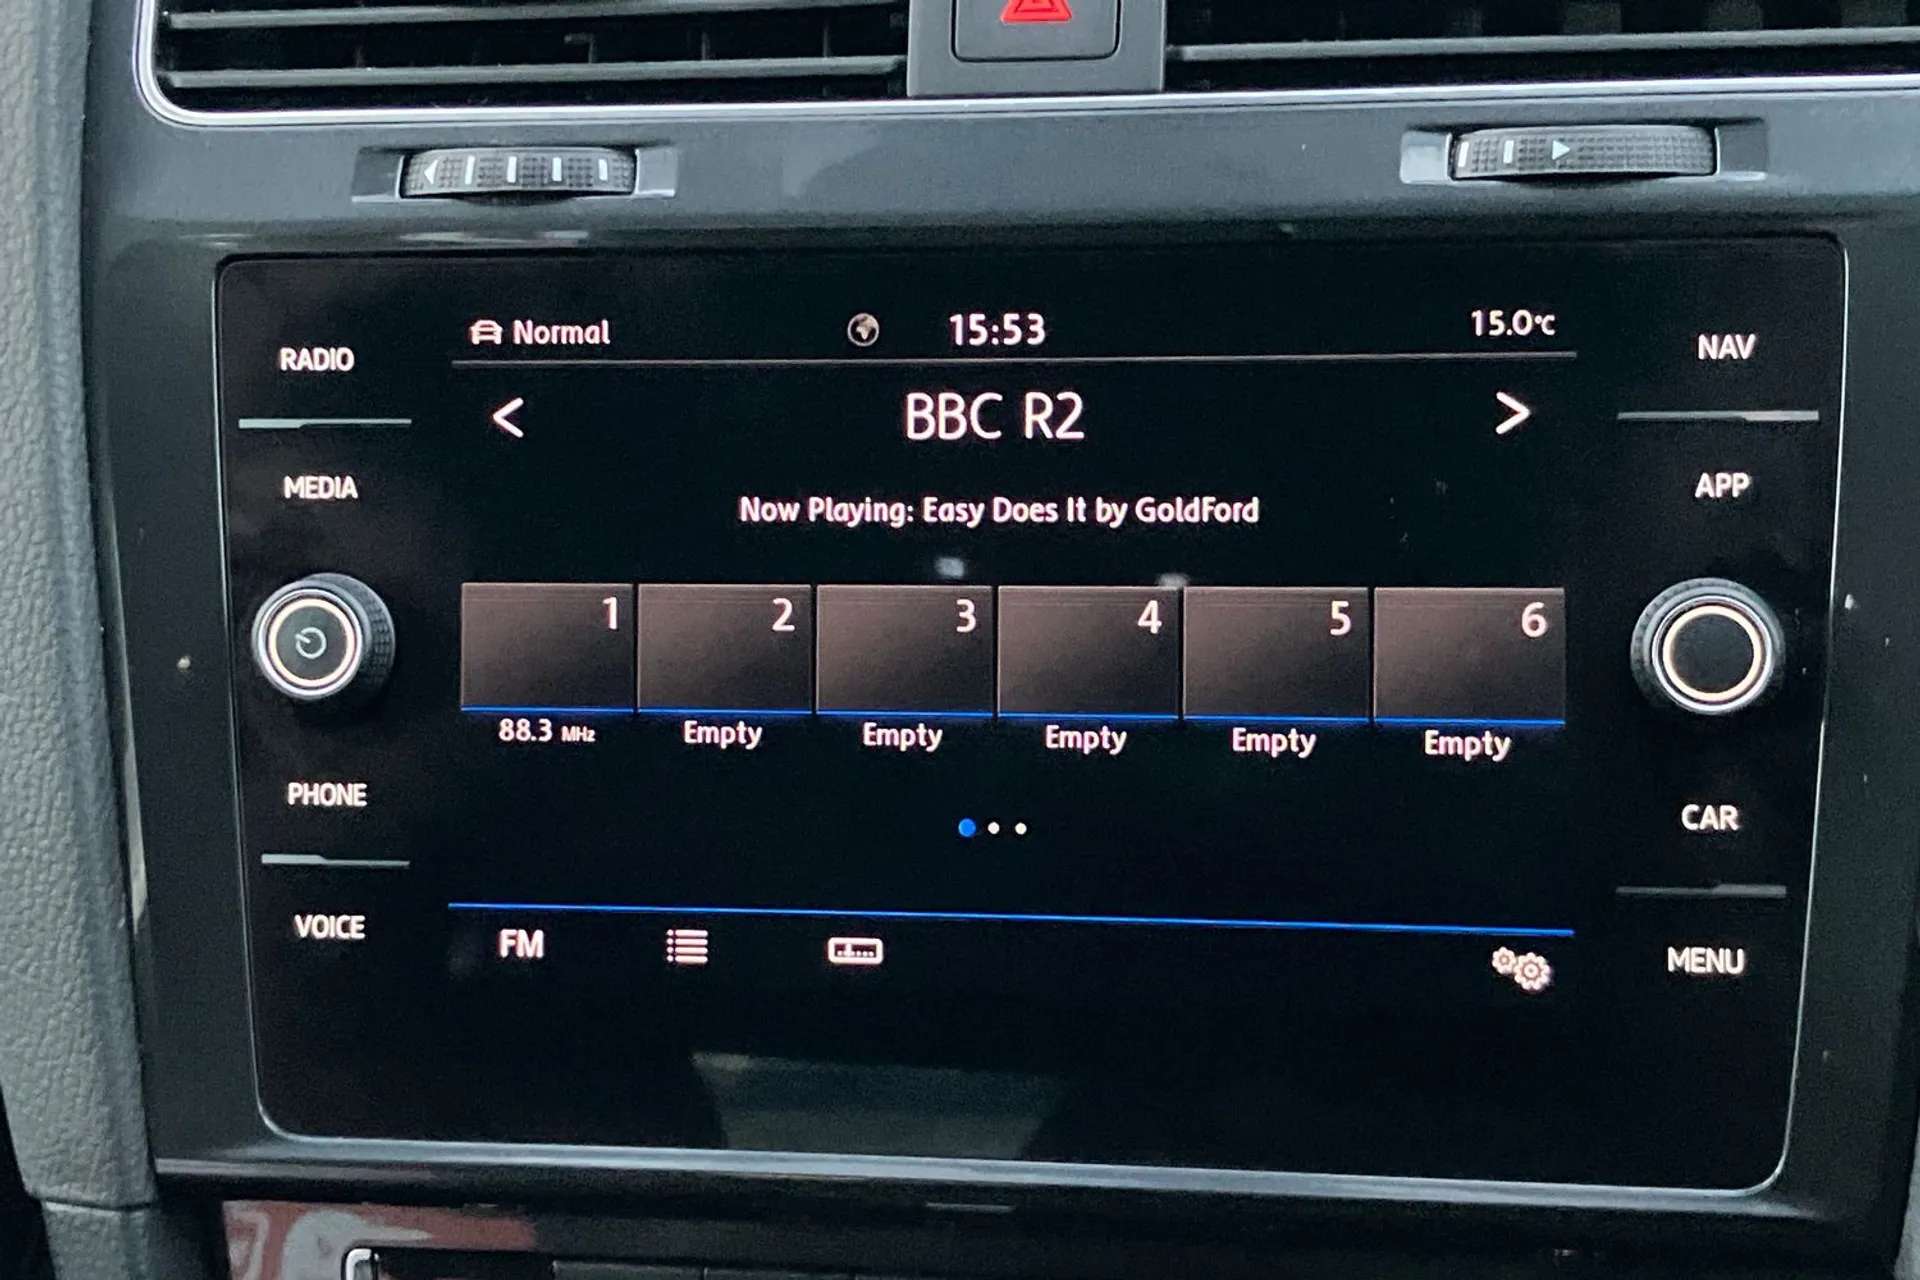 Normal 15:53 15.0°C
RADIO
NAV
< BBC R2 >
MEDIA
APP
Now Playing: Easy Does It by GoldFord
1 2 3 4 5 6
88.3 MHz Empty Empty Empty Empty Empty
PHONE
CAR
VOICE
FM
MENU